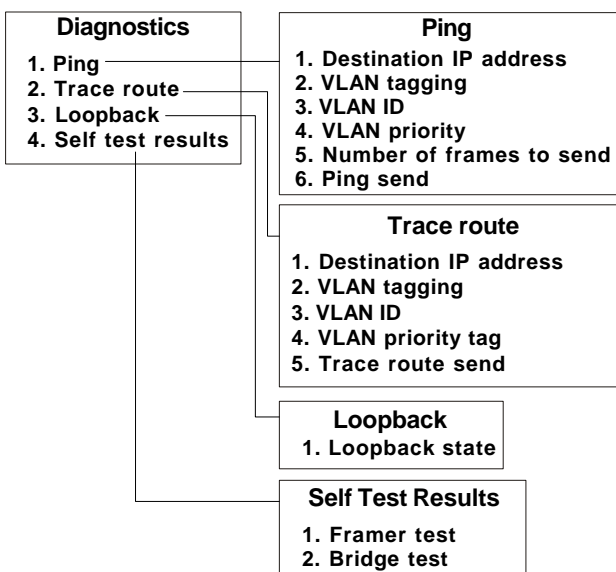 Diagnostics
1. Ping
2. Trace route
3. Loopback
4. Self test results
Ping
1. Destination IP address
2. VLAN tagging
3. VLAN ID
4. VLAN priority
5. Number of frames to send
6. Ping send
Trace route
1. Destination IP address
2. VLAN tagging
3. VLAN ID
4. VLAN priority tag
5. Trace route send
Loopback
1. Loopback state
Self Test Results
1. Framer test
2. Bridge test